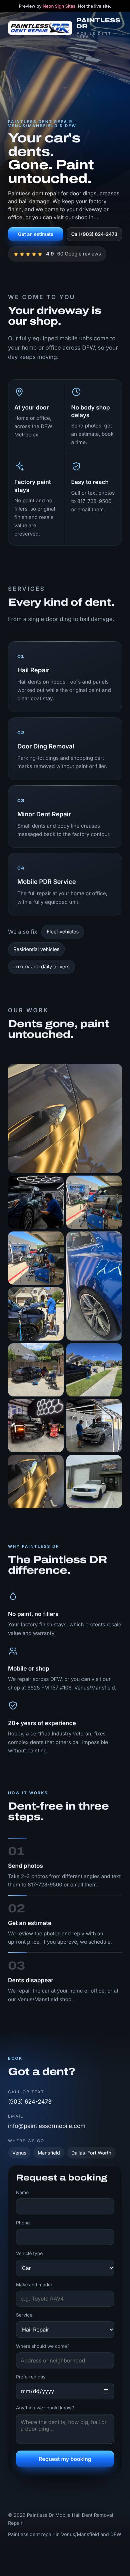 Preview by Neon Sign Sites. Not the live site.
PAINTLESS
DENT REPAIR
PAINTLESS
DR
MOBILE DENT
REPAIR
PAINTLESS DENT REPAIR ·
VENUS/MANSFIELD & DFW
Your car's
dents.
Gone. Paint
untouched.
Paintless dent repair for door dings, creases
and hail damage. We keep your factory
finish, and we come to your driveway or
office, or you can visit our shop in...
Get an estimate
Call (903) 624-2473
4.9 60 Google reviews
WE COME TO YOU
Your driveway is
our shop.
Our fully equipped mobile units come to your
home or office across DFW, so your day
keeps moving.
At your door
Home or office,
across the DFW
Metroplex.
No body shop
delays
Send photos, get
an estimate, book
a time.
Factory paint
stays
No paint and no
fillers, so original
finish and resale
value are
preserved.
Easy to reach
Call or text photos
to 817-728-9500,
or email them.
SERVICES
Every kind of dent.
From a single door ding to hail damage.
01
Hail Repair
Hail dents on hoods, roofs and panels
worked out while the original paint and
clear coat stay.
02
Door Ding Removal
Parking-lot dings and shopping cart
marks removed without paint or filler.
03
Minor Dent Repair
Small dents and body line creases
massaged back to the factory contour.
04
Mobile PDR Service
The full repair at your home or office,
with a fully equipped unit.
We also fix
Fleet vehicles
Residential vehicles
Luxury and daily drivers
OUR WORK
Dents gone, paint
untouched.
WHY PAINTLESS DR
The Paintless DR
difference.
No paint, no fillers
Your factory finish stays, which protects resale
value and warranty.
Mobile or shop
We repair across DFW, or you can visit our
shop at 6825 FM 157 #106, Venus/Mansfield.
20+ years of experience
Robby, a certified industry veteran, fixes
complex dents that others call impossible
without painting.
HOW IT WORKS
Dent-free in three
steps.
01
Send photos
Take 2–3 photos from different angles and text
them to 817-728-9500 or email them.
02
Get an estimate
We review the photos and reply with an
upfront price. If you approve, we schedule.
03
Dents disappear
We repair the car at your home or office, or at
our Venus/Mansfield shop.
BOOK
Got a dent?
CALL OR TEXT
(903) 624-2473
EMAIL
info@paintlessdrmobile.com
WHERE WE GO
Venus
Mansfield
Dallas-Fort Worth
Request a booking
Name
Phone
Vehicle type
Car
Make and model
e.g. Toyota RAV4
Service
Hail Repair
Where should we come?
Address or neighborhood
Preferred day
mm/dd/yyyy
Anything we should know?
Where the dent is, how big, hail or
a door ding...
Request my booking
© 2026 Paintless Dr Mobile Hail Dent Removal
Repair
Paintless dent repair in Venus/Mansfield and DFW